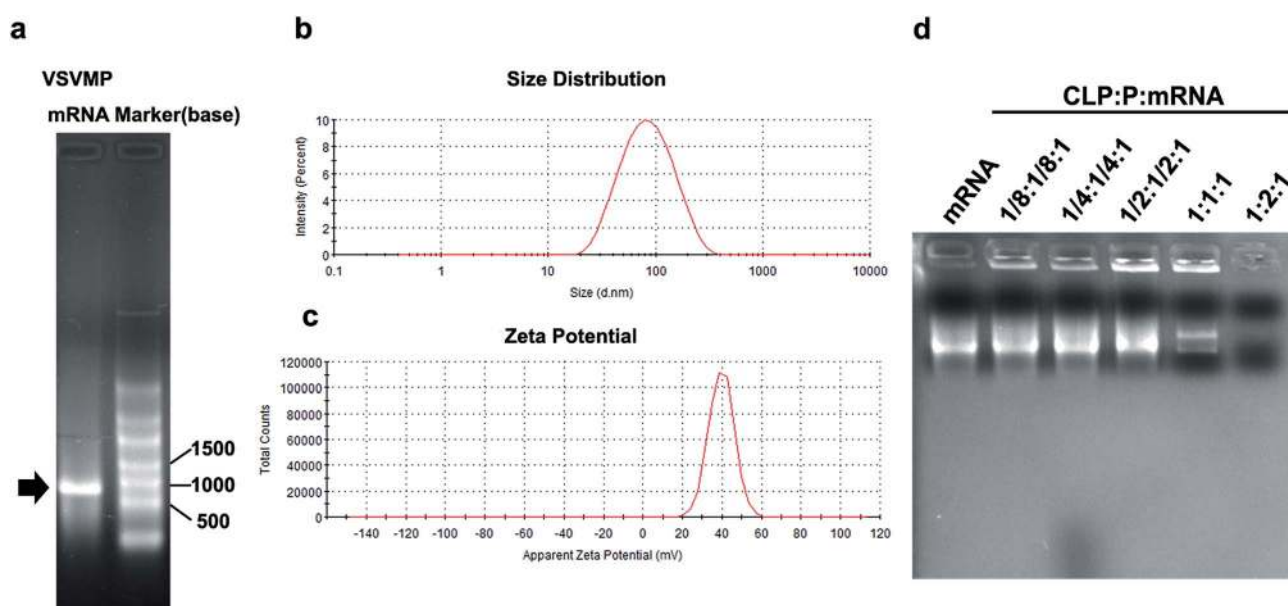 a
VSVMP
mRNA Marker(base)
1500
1000
500
b
Size Distribution
Intensity (Percent)
10
8
6
4
2
0
0.1 1 10 100 1000 10000
Size (d.nm)
c
Zeta Potential
Total Counts
120000
100000
80000
60000
40000
20000
0
-140 -120 -100 -80 -60 -40 -20 0 20 40 60 80 100 120
Apparent Zeta Potential (mV)
d
CLP:P:mRNA
mRNA 1/8:1/8:1 1/4:1/4:1 1/2:1/2:1 1:1:1 1:2:1